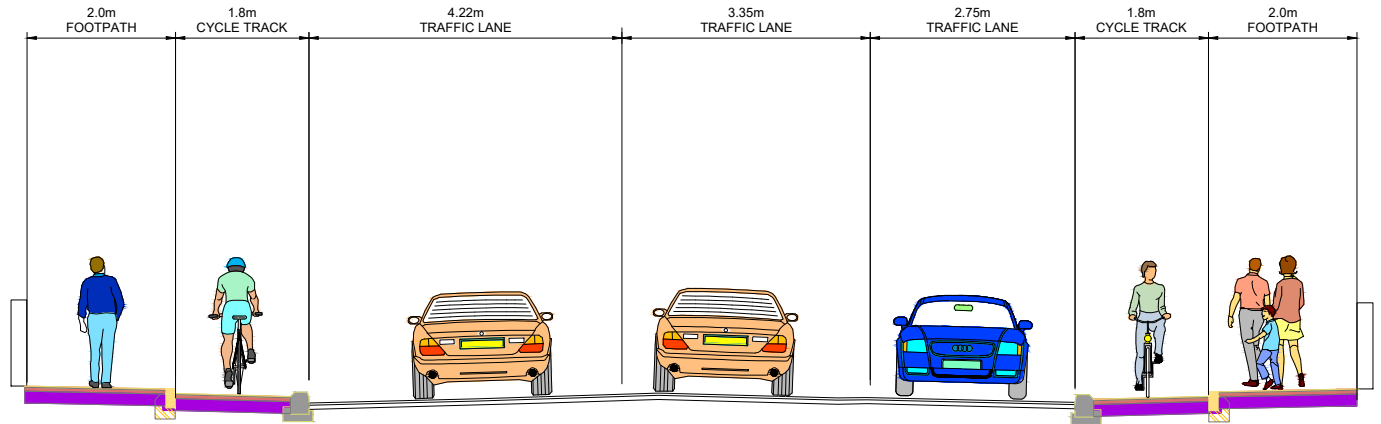 2.0m
FOOTPATH
1.8m
CYCLE TRACK
4.22m
TRAFFIC LANE
3.35m
TRAFFIC LANE
2.75m
TRAFFIC LANE
1.8m
CYCLE TRACK
2.0m
FOOTPATH